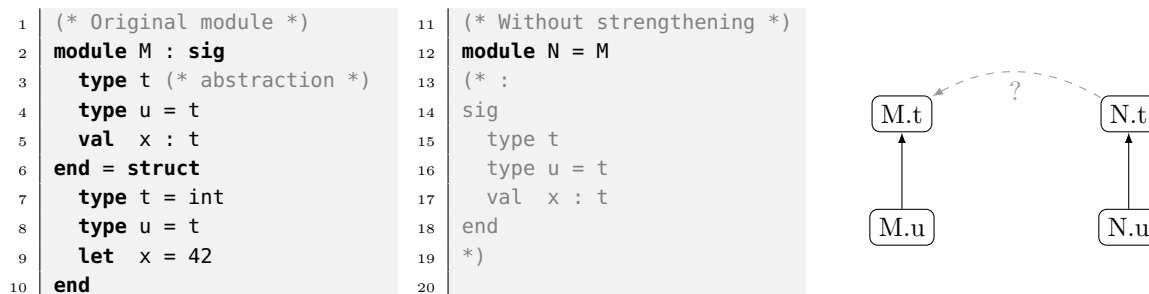 1 (* Original module *)
2 module M : sig
3   type t (* abstraction *)
4   type u = t
5   val  x : t
6 end = struct
7   type t = int
8   type u = t
9   let  x = 42
10 end
11 (* Without strengthening *)
12 module N = M
13 (* :
14 sig
15   type t
16   type u = t
17   val  x : t
18 end
19 *)
20
?
M.t N.t
M.u N.u